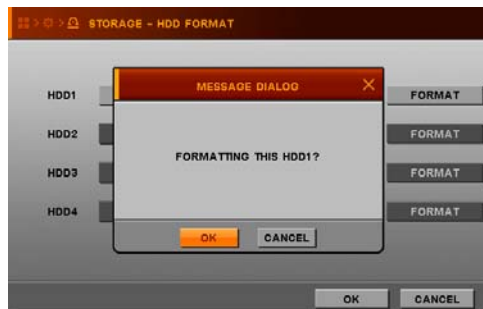 STORAGE - HDD FORMAT
MESSAGE DIALOG
HDD1 FORMAT
HDD2 FORMAT
FORMATTING THIS HDD1?
HDD3 FORMAT
HDD4 FORMAT
OK CANCEL
OK CANCEL